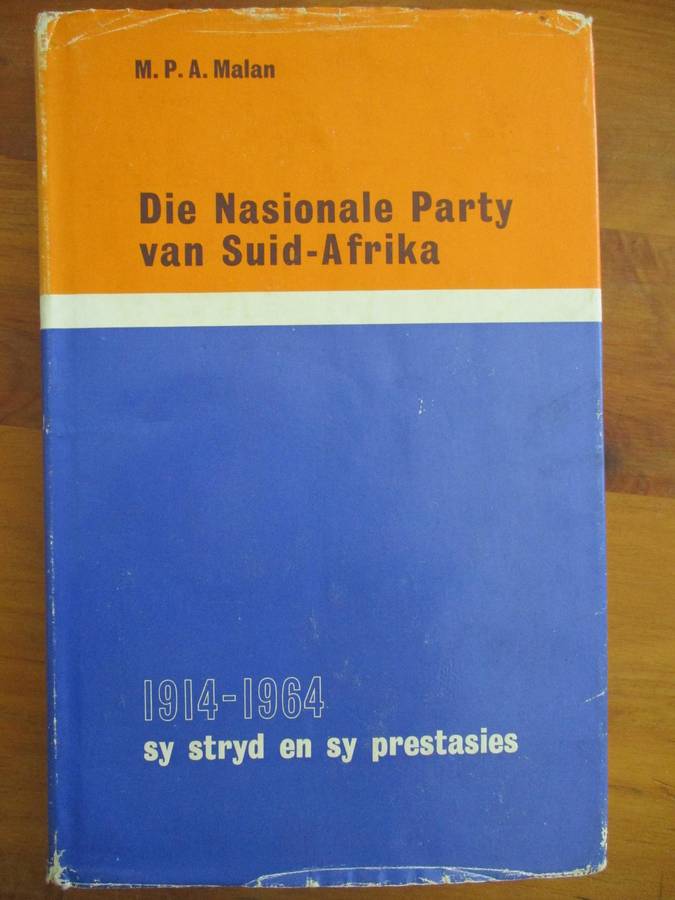 M. P. A. Malan
Die Nasionale Party
van Suid-Afrika
1914-1964
sy stryd en sy prestasies